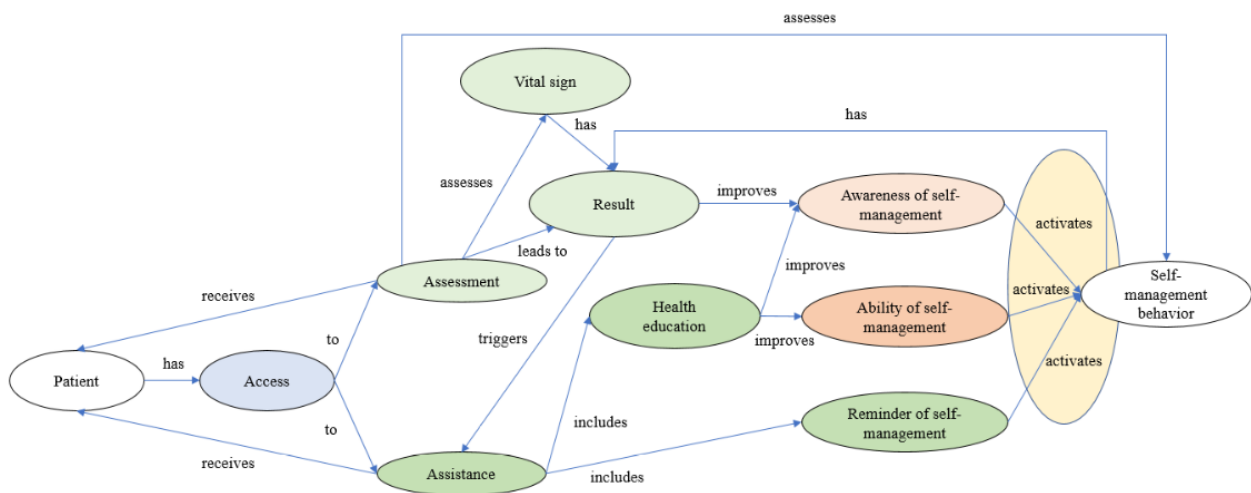 assesses
Vital sign
has
has
assesses
Result
improves
Awareness of self-
management
activates
leads to
Assessment
improves
receives
Health
education
activates
Ability of self-
management
Self-
management
behavior
to
triggers
improves
has
Patient
Access
activates
to
includes
Reminder of self-
management
receives
Assistance
includes